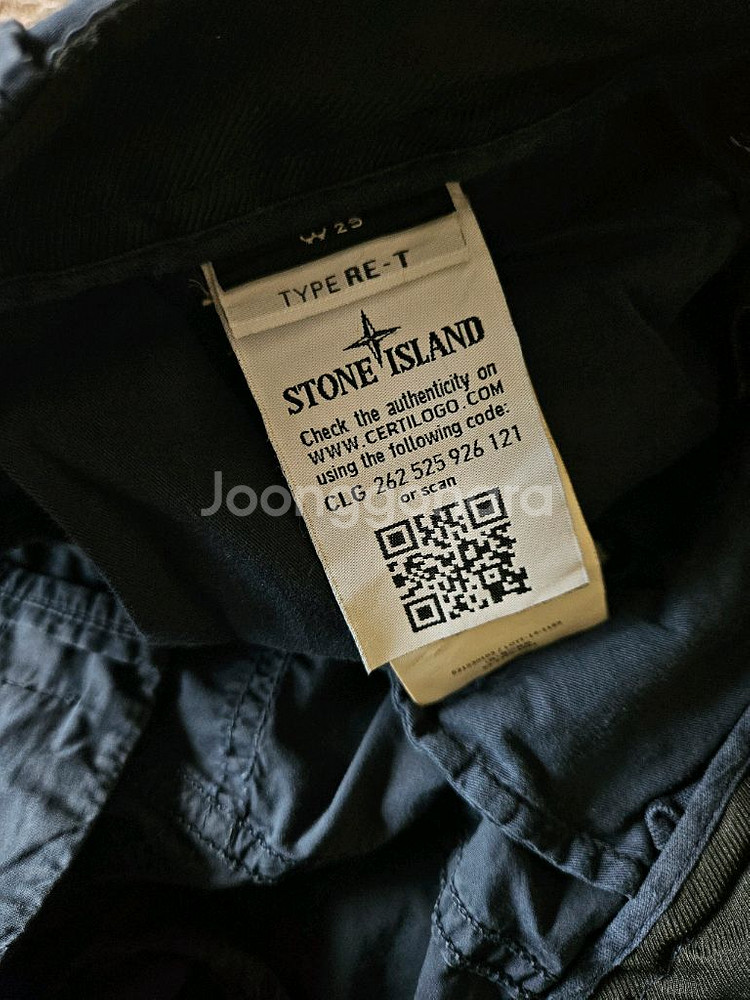 W 29
TYPE RE-T
STONE ISLAND
Check the authenticity on
WWW.CERTILOGO.COM
using the following code:
CLG 262 525 926 121
or scan
Joonggonara